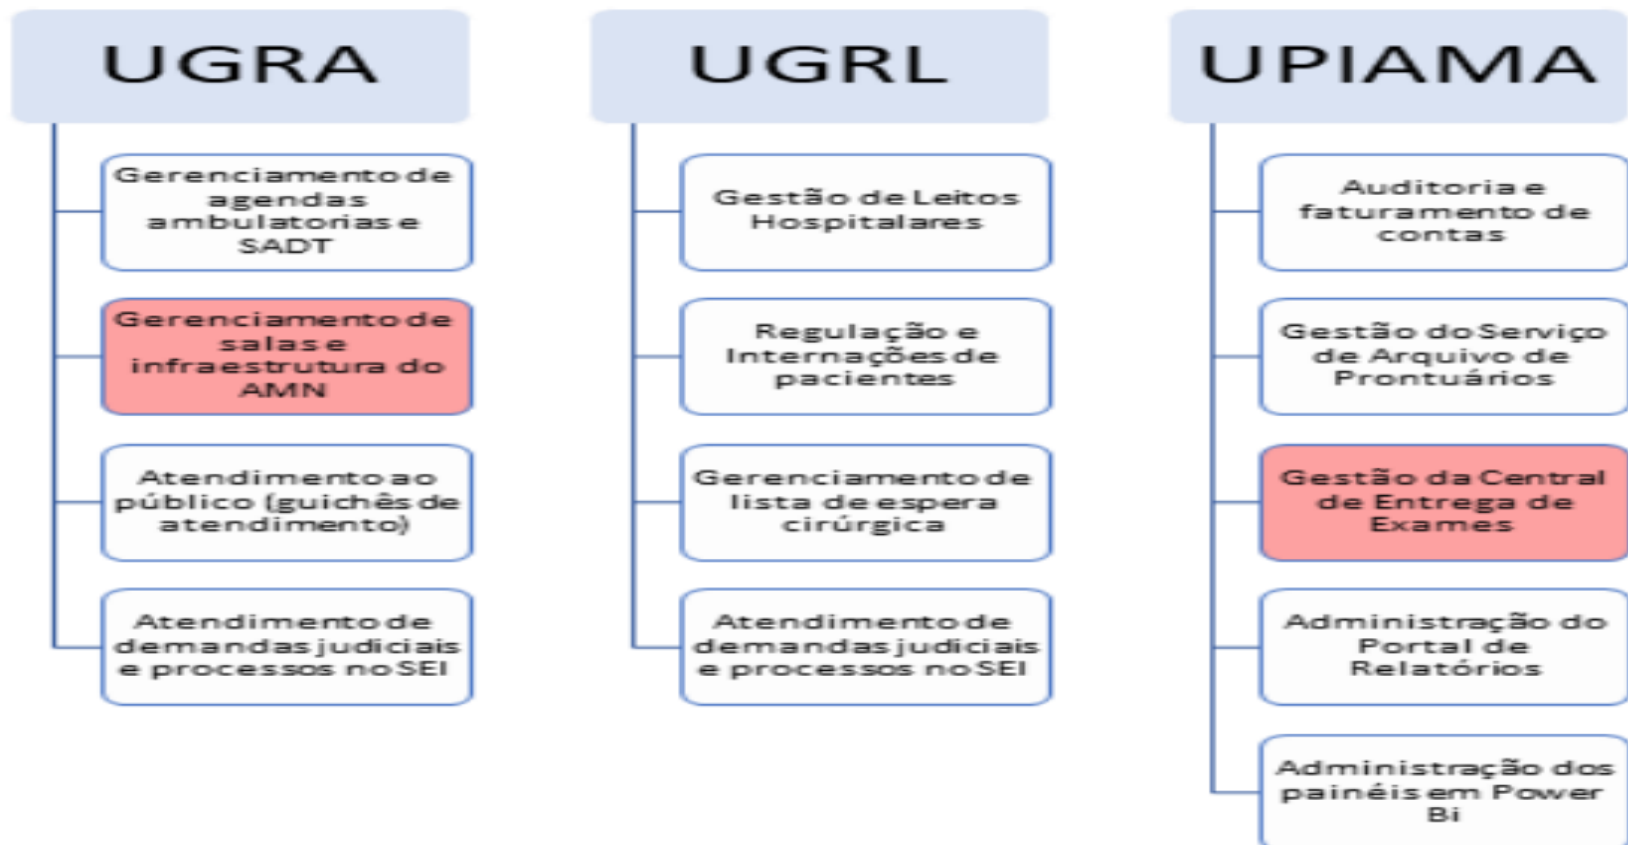 UGRA
Gerenciamento de
agendas
ambulatorias e
SADT
Gerenciamento de
salas e
infraestrutura do
AMN
Atendimento ao
público (guichês de
atendimento)
Atendimento de
demandas judiciais
e processos no SEI
UGRL
Gestão de Leitos
Hospitalares
Regulação e
Internações de
pacientes
Gerenciamento de
lista de espera
cirúrgica
Atendimento de
demandas judiciais
e processos no SEI
UPIAMA
Auditoria e
faturamento de
contas
Gestão do Serviço
de Arquivo de
Prontuários
Gestão da Central
de Entrega de
Exames
Administração do
Portal de
Relatórios
Administração dos
painéis em Power
Bi